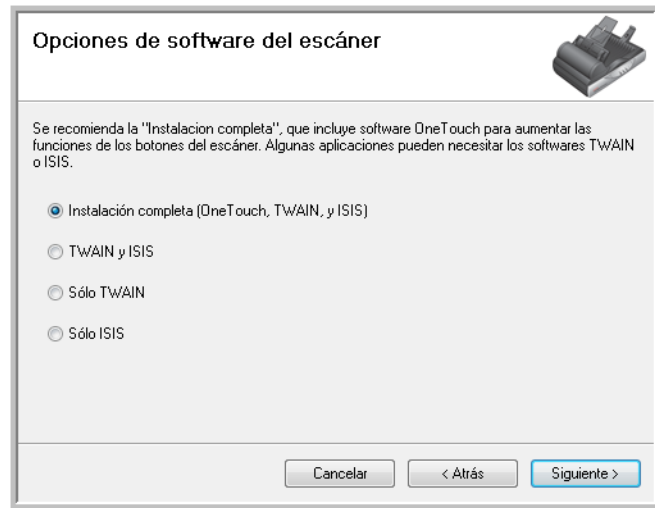 Opciones de software del escáner
Se recomienda la "Instalacion completa", que incluye software OneTouch para aumentar las
funciones de los botones del escáner. Algunas aplicaciones pueden necesitar los softwares TWAIN
o ISIS.
Instalación completa (OneTouch, TWAIN, y ISIS)
TWAIN y ISIS
Sólo TWAIN
Sólo ISIS
Cancelar < Atrás Siguiente >